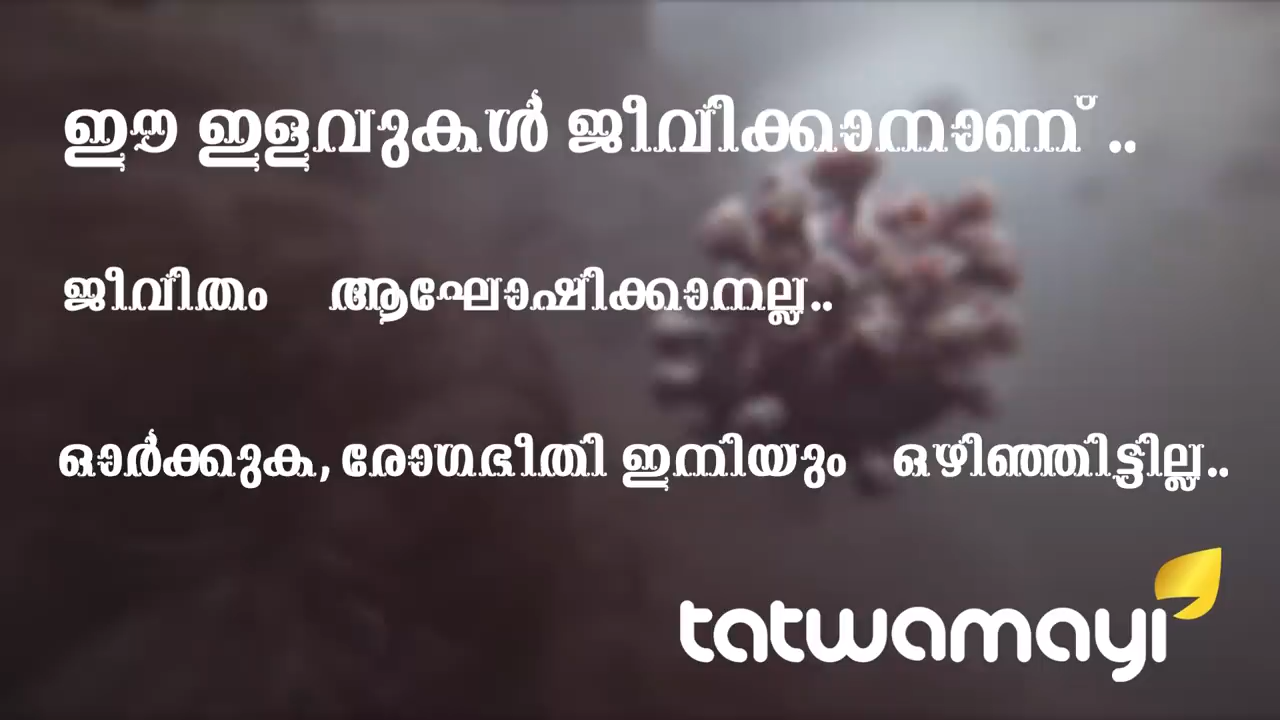 ഈ ഇളവുകൾ ജീവിക്കാനാണ് ..
ജീവിതം ആഘോഷിക്കാനല്ല..
ഓർക്കുക, രോഗഭീതി ഇനിയും ഒഴിഞ്ഞിട്ടില്ല..
tatwamayi